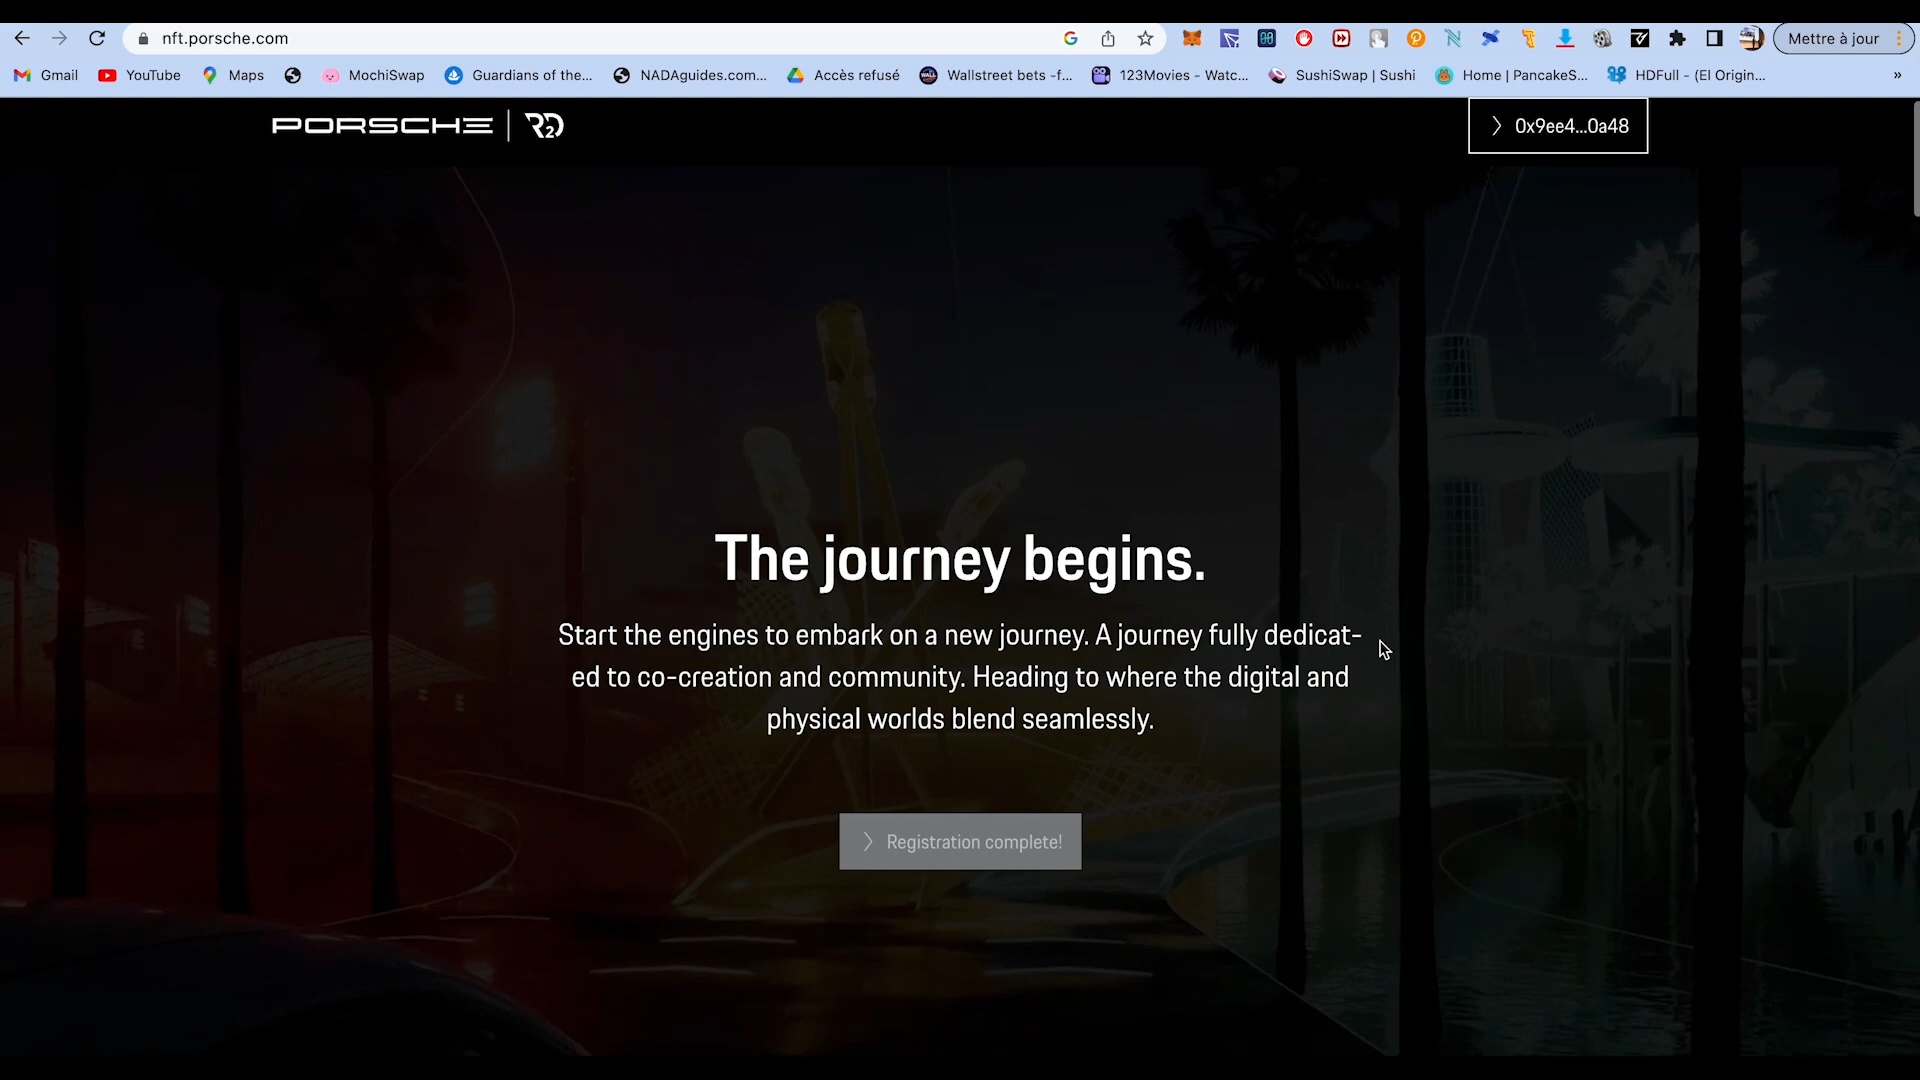 nft.porsche.com
Mettre à jour
Gmail YouTube Maps MochiSwap Guardians of the... NADAguides.com... Accès refusé Wallstreet bets -f... 123Movies - Watc... SushiSwap | Sushi Home | PancakeS... HDFull - (El Origin... »
PORSCHE R2D
0x9ee4...0a48
The journey begins.
Start the engines to embark on a new journey. A journey fully dedicat-
ed to co-creation and community. Heading to where the digital and
physical worlds blend seamlessly.
Registration complete!